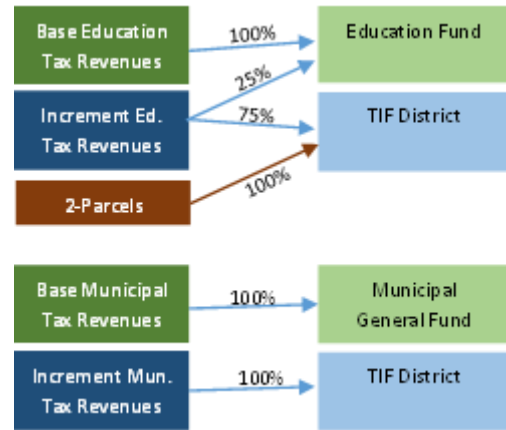 Base Education
Tax Revenues
100%
Education Fund
25%
Increment Ed.
Tax Revenues
75%
TIF District
2-Parcels
100%
Base Municipal
Tax Revenues
100%
Municipal
General Fund
Increment Mun.
Tax Revenues
100%
TIF District